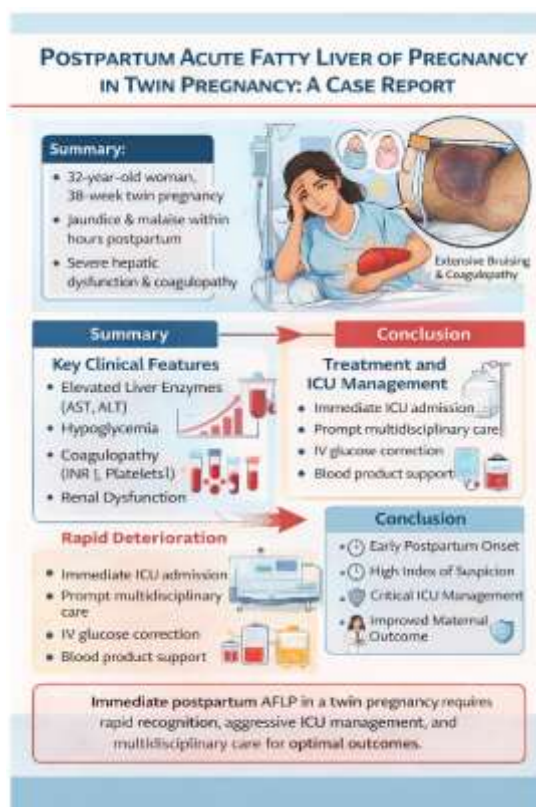 POSTPARTUM ACUTE FATTY LIVER OF PREGNANCY
IN TWIN PREGNANCY: A CASE REPORT
Summary:
• 32-year-old woman,
38-week twin pregnancy
• Jaundice & malaise within
hours postpartum
• Severe hepatic
dysfunction & coagulopathy
Extensive Bruising
& Coagulopathy
Summary
Key Clinical Features
• Elevated Liver Enzymes
(AST, ALT)
• Hypoglycemia
• Coagulopathy
(INR ↓, Platelets↓)
• Renal Dysfunction
Conclusion
Treatment and
ICU Management
• Immediate ICU admission
• Prompt multidisciplinary care
• IV glucose correction
• Blood product support
Rapid Deterioration
• Immediate ICU admission
• Prompt multidisciplinary
care
• IV glucose correction
• Blood product support
Conclusion
• Early Postpartum Onset
• High Index of Suspicion
• Critical ICU Management
• Improved Maternal
Outcome
Immediate postpartum AFLP in a twin pregnancy requires
rapid recognition, aggressive ICU management, and
multidisciplinary care for optimal outcomes.